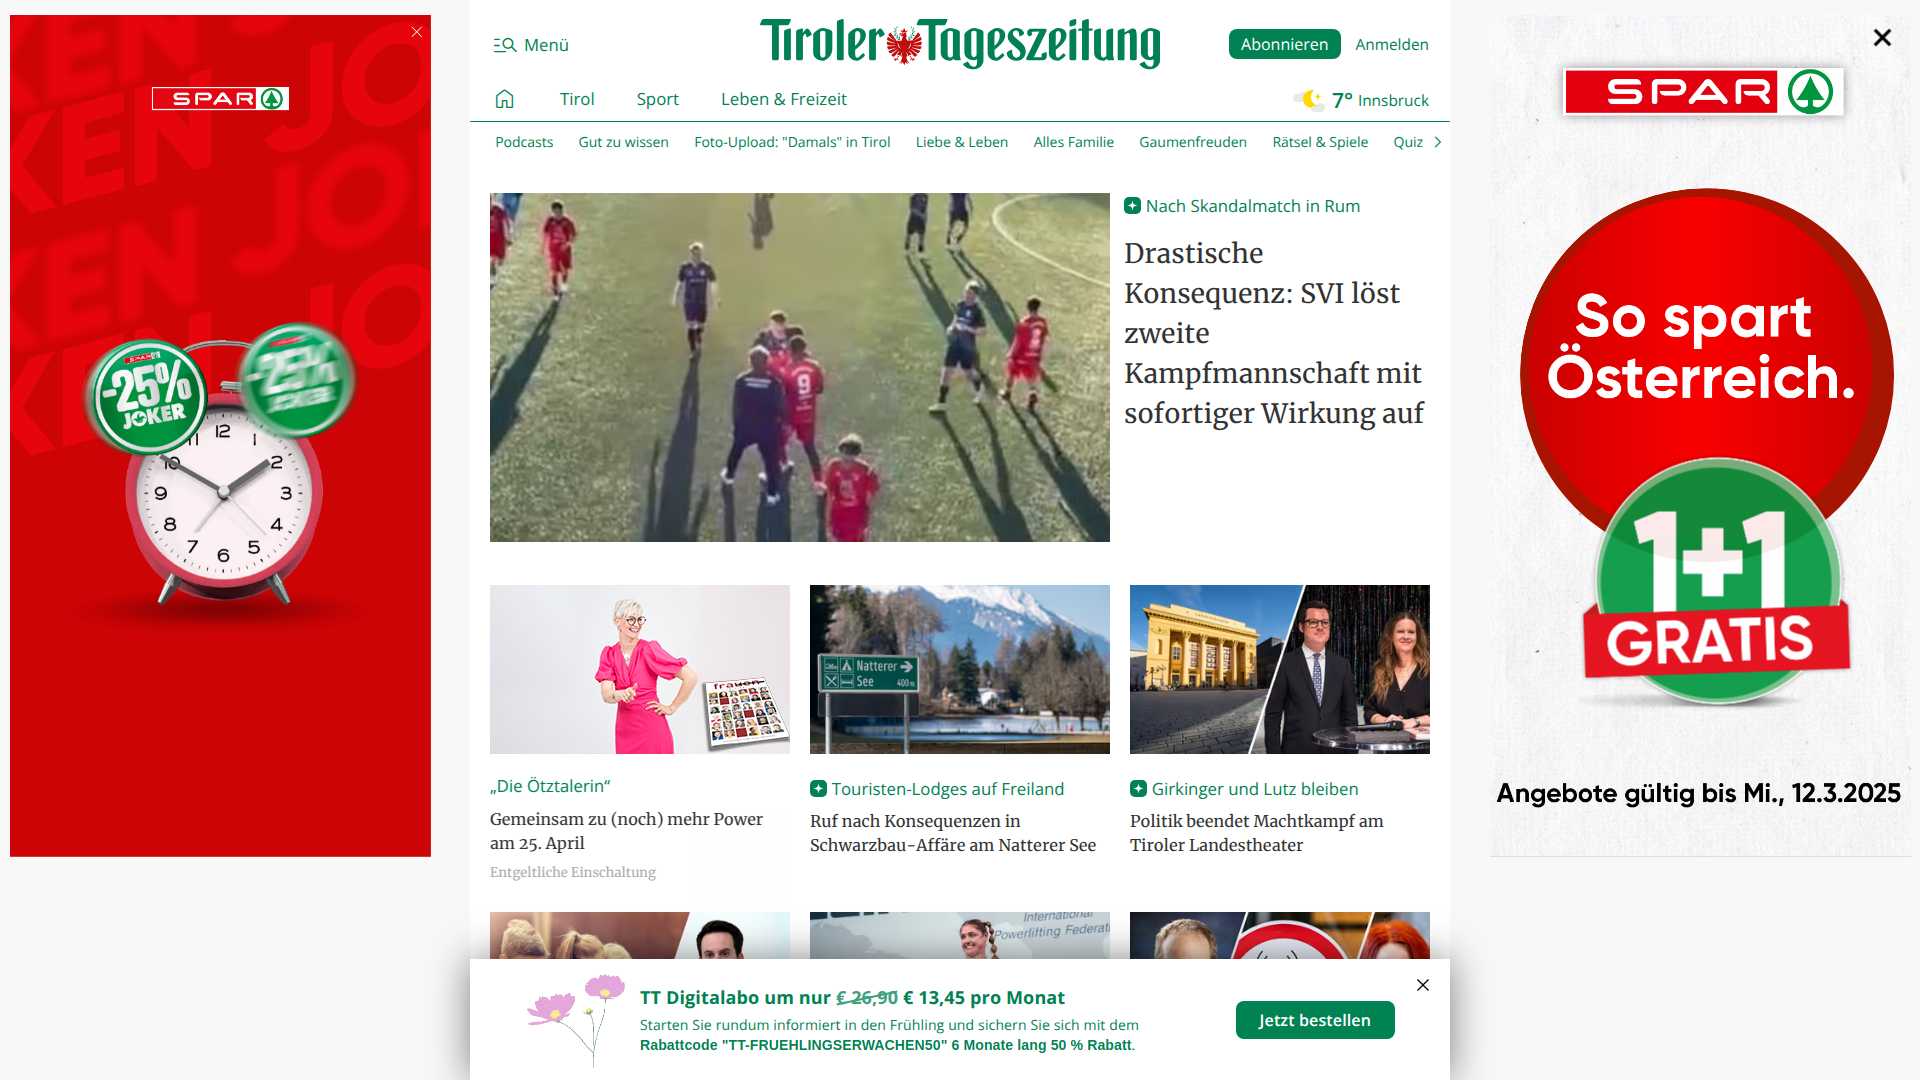 Menü
Tiroler Tageszeitung
Abonnieren
Anmelden
Tirol
Sport
Leben & Freizeit
7° Innsbruck
Podcasts
Gut zu wissen
Foto-Upload: "Damals" in Tirol
Liebe & Leben
Alles Familie
Gaumenfreuden
Rätsel & Spiele
Quiz
SPAR
-25%
JOKER
12
1
2
3
4
5
6
7
8
9
10
11
Nach Skandalmatch in Rum
Drastische
Konsequenz: SVI löst
zweite
Kampfmannschaft mit
sofortiger Wirkung auf
9
frauen
Natterer
See
400 m
„Die Ötztalerin“
Gemeinsam zu (noch) mehr Power
am 25. April
Entgeltliche Einschaltung
Touristen-Lodges auf Freiland
Ruf nach Konsequenzen in
Schwarzbau-Affäre am Natterer See
Girkinger und Lutz bleiben
Politik beendet Machtkampf am
Tiroler Landestheater
International
Powerlifting Federati
TT Digitalabo um nur € 26,90 € 13,45 pro Monat
Starten Sie rundum informiert in den Frühling und sichern Sie sich mit dem
Rabattcode "TT-FRUEHLINGSERWACHEN50" 6 Monate lang 50 % Rabatt.
Jetzt bestellen
SPAR
So spart
Österreich.
1+1
GRATIS
Angebote gültig bis Mi., 12.3.2025